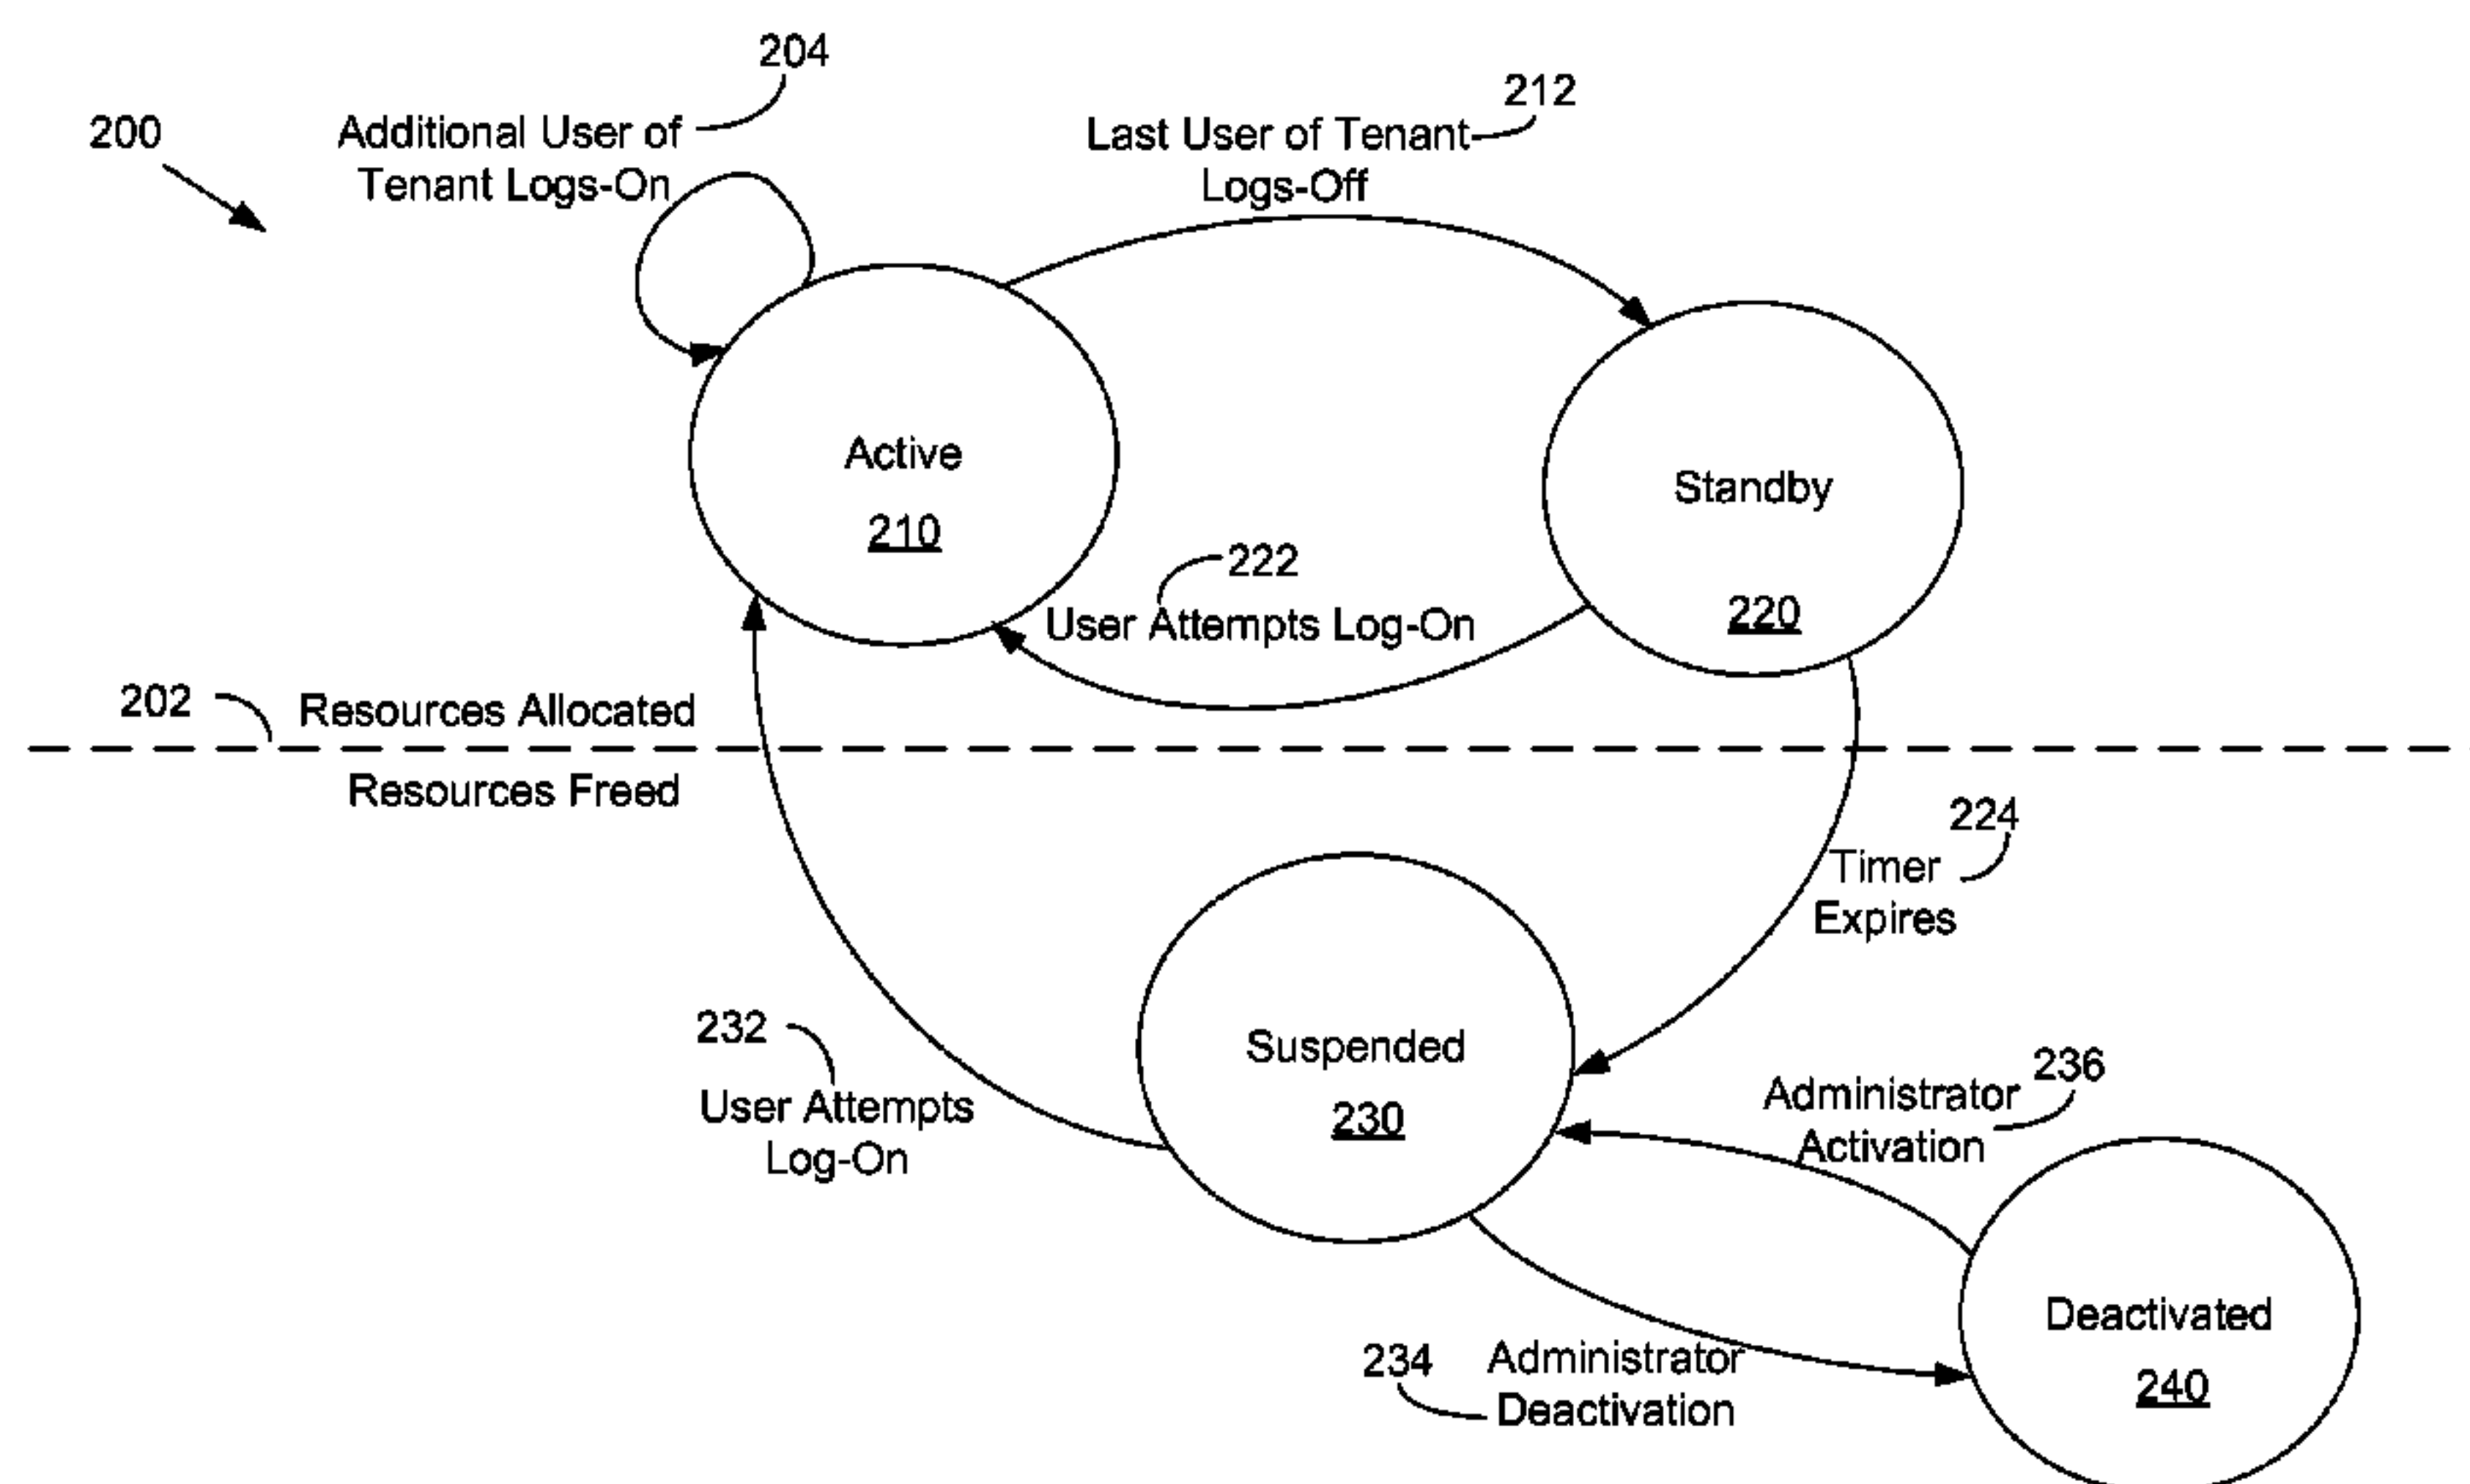 204
212
200
Additional User of
Tenant Logs-On
Last User of Tenant
Logs-Off
Active
210
Standby
220
222
User Attempts Log-On
202
Resources Allocated
Resources Freed
224
Timer
Expires
Suspended
230
232
User Attempts
Log-On
236
Administrator
Activation
Deactivated
240
234
Administrator
Deactivation